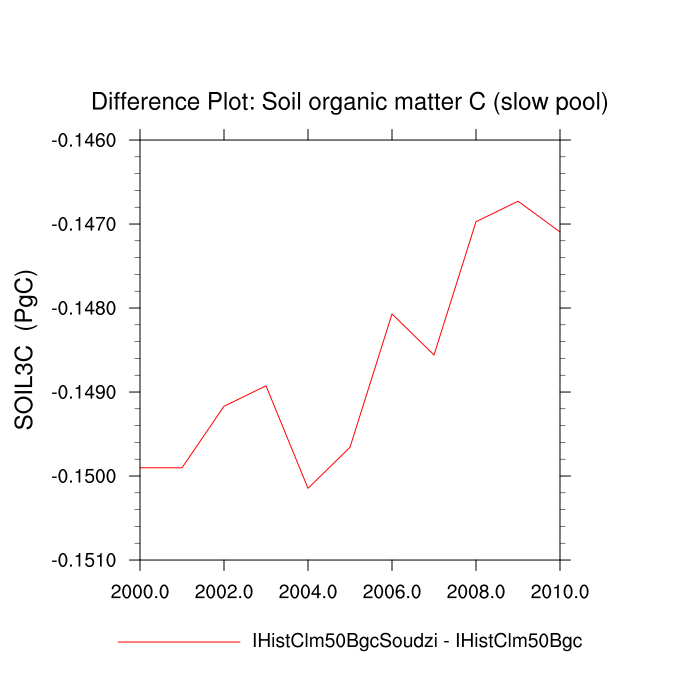 Difference Plot: Soil organic matter C (slow pool)
-0.1460
-0.1470
-0.1480
-0.1490
-0.1500
-0.1510
SOIL3C (PgC)
2000.0 2002.0 2004.0 2006.0 2008.0 2010.0
IHistClm50BgcSoudzi - IHistClm50Bgc